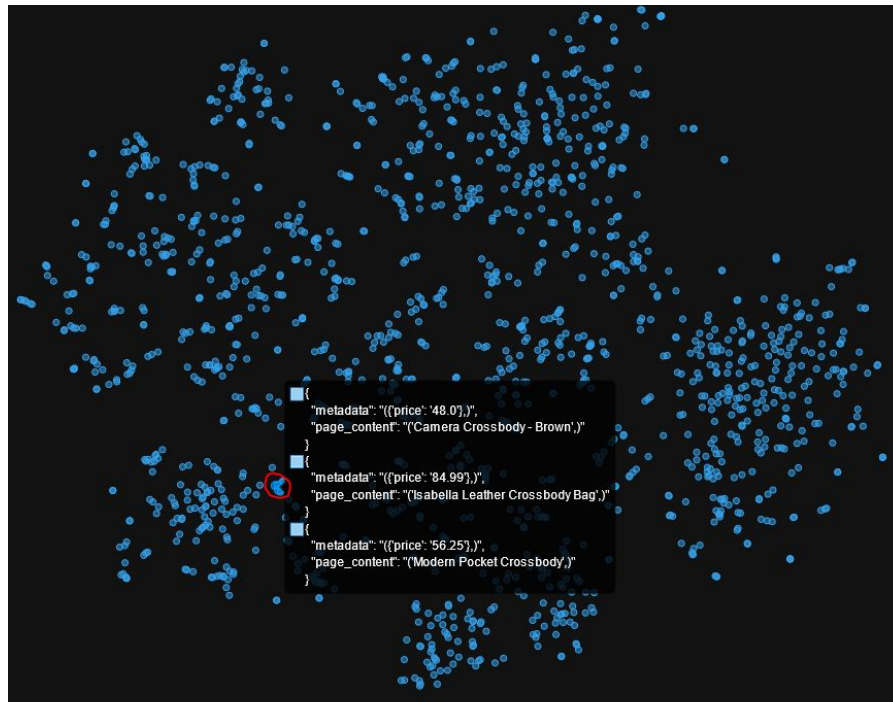 {
"metadata": "({'price': '48.0'},)",
"page_content": "('Camera Crossbody - Brown',)"
}
{
"metadata": "({'price': '84.99'},)",
"page_content": "('Isabella Leather Crossbody Bag',)"
}
{
"metadata": "({'price': '56.25'},)",
"page_content": "('Modern Pocket Crossbody',)"
}